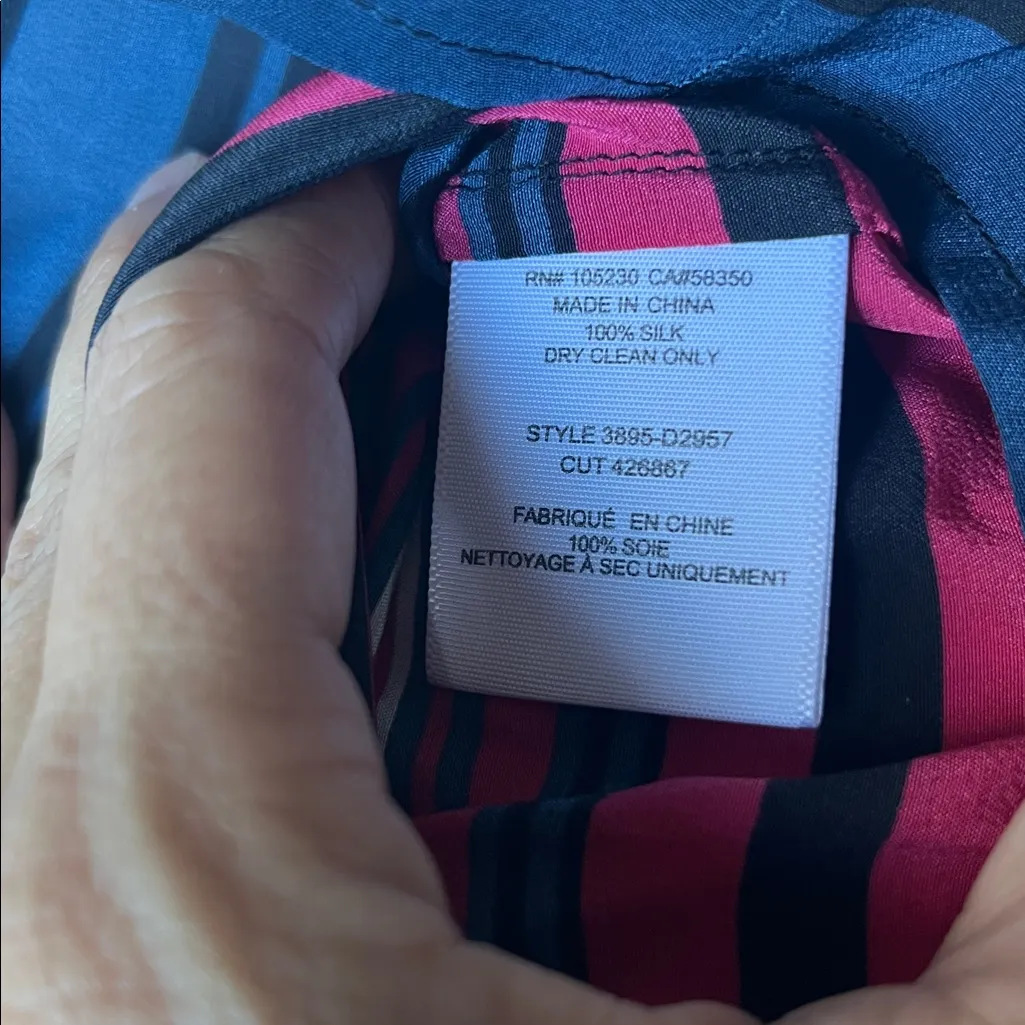 RN# 105230 CA#58350
MADE IN CHINA
100% SILK
DRY CLEAN ONLY
STYLE 3895-D2957
CUT 426867
FABRIQUÉ EN CHINE
100% SOIE
NETTOYAGE À SEC UNIQUEMENT